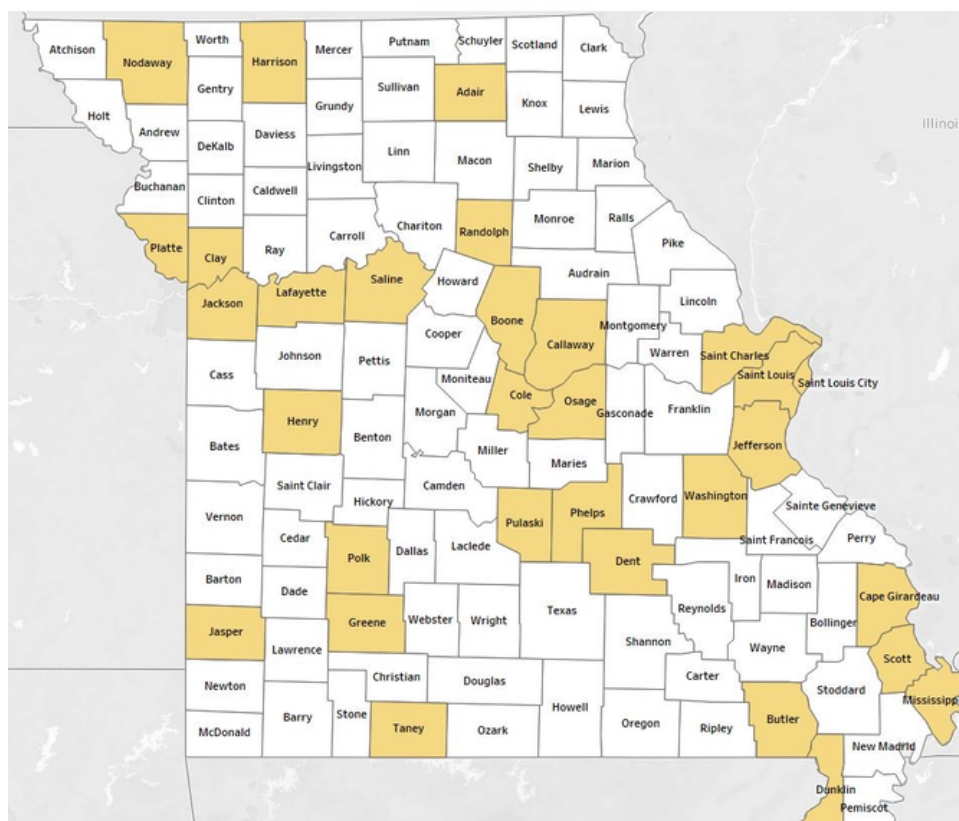 Atchison
Nodaway
Worth
Harrison
Mercer
Putnam
Schuyler
Scotland
Clark
Holt
Gentry
Sullivan
Adair
Knox
Lewis
Illinoi
Andrew
DeKalb
Daviess
Grundy
Livingston
Linn
Macon
Shelby
Marion
Buchanan
Clinton
Caldwell
Carroll
Chariton
Randolph
Monroe
Ralls
Pike
Platte
Clay
Ray
Saline
Howard
Audrain
Jackson
Lafayette
Boone
Callaway
Montgomery
Lincoln
Cass
Johnson
Pettis
Cooper
Moniteau
Warren
Saint Charles
Saint Louis
Saint Louis City
Henry
Benton
Morgan
Cole
Osage
Gasconade
Franklin
Jefferson
Bates
Miller
Maries
Saint Clair
Hickory
Camden
Pulaski
Phelps
Crawford
Washington
Sainte Genevieve
Vernon
Cedar
Polk
Dallas
Laclede
Dent
Saint Francois
Perry
Barton
Dade
Iron
Madison
Cape Girardeau
Jasper
Lawrence
Greene
Webster
Wright
Texas
Shannon
Reynolds
Wayne
Bollinger
Scott
Newton
Christian
Douglas
Carter
Stoddard
Mississipp
McDonald
Barry
Stone
Taney
Ozark
Howell
Oregon
Ripley
Butler
New Madrid
Dunklin
Pemiscot